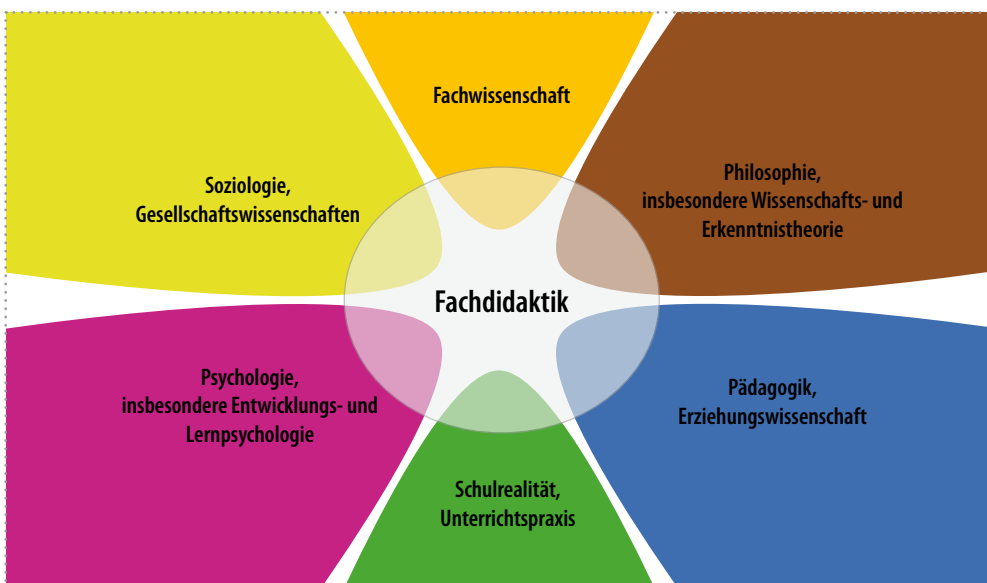 Fachwissenschaft
Soziologie,
Gesellschaftswissenschaften
Philosophie,
insbesondere Wissenschafts- und
Erkenntnistheorie
Fachdidaktik
Psychologie,
insbesondere Entwicklungs- und
Lernpsychologie
Pädagogik,
Erziehungswissenschaft
Schulrealität,
Unterrichtspraxis